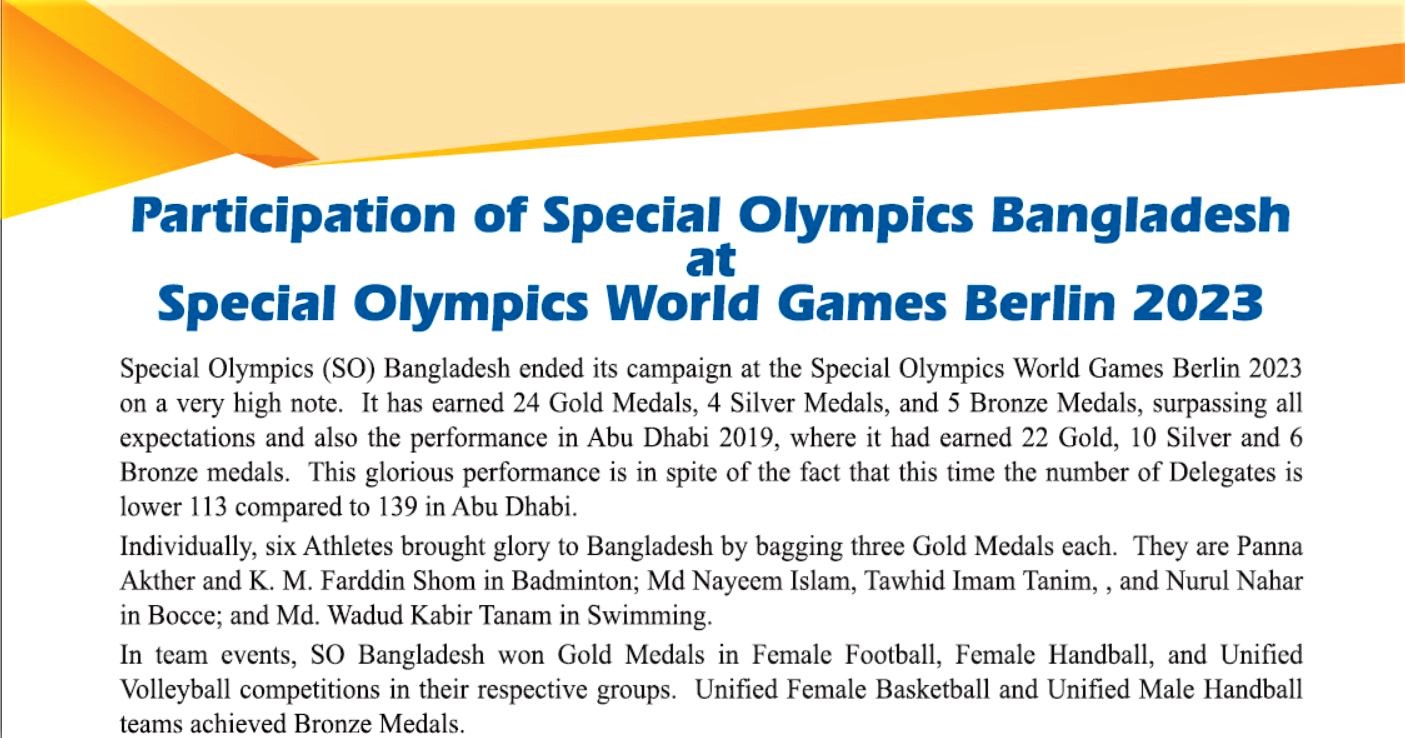 Participation of Special Olympics Bangladesh
at
Special Olympics World Games Berlin 2023
Special Olympics (SO) Bangladesh ended its campaign at the Special Olympics World Games Berlin 2023
on a very high note.  It has earned 24 Gold Medals, 4 Silver Medals, and 5 Bronze Medals, surpassing all
expectations and also the performance in Abu Dhabi 2019, where it had earned 22 Gold, 10 Silver and 6
Bronze medals.  This glorious performance is in spite of the fact that this time the number of Delegates is
lower 113 compared to 139 in Abu Dhabi.
Individually, six Athletes brought glory to Bangladesh by bagging three Gold Medals each.  They are Panna
Akther and K. M. Farddin Shom in Badminton; Md Nayeem Islam, Tawhid Imam Tanim, , and Nurul Nahar
in Bocce; and Md. Wadud Kabir Tanam in Swimming.
In team events, SO Bangladesh won Gold Medals in Female Football, Female Handball, and Unified
Volleyball competitions in their respective groups.  Unified Female Basketball and Unified Male Handball
teams achieved Bronze Medals.